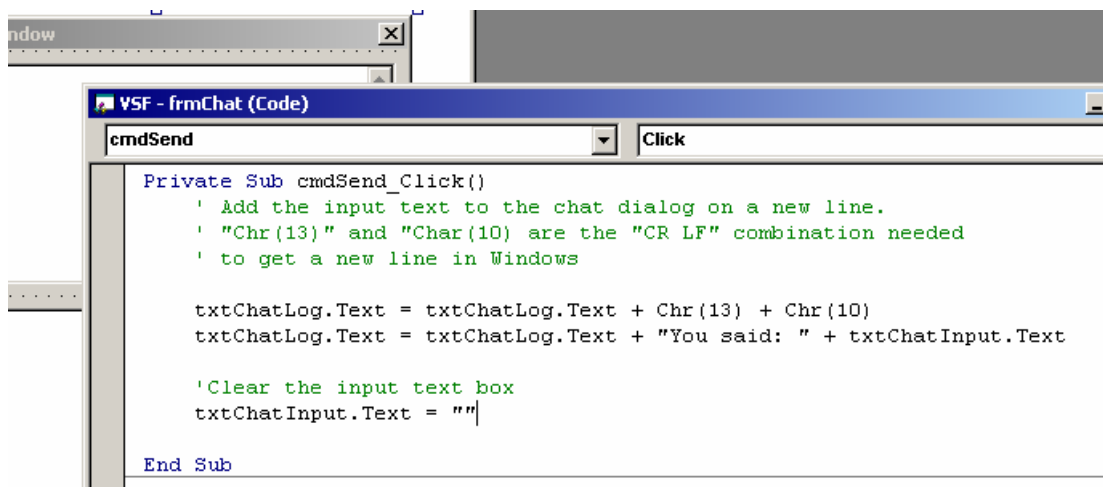 ndow
VSF - frmChat (Code)
cmdSend Click
Private Sub cmdSend_Click()
' Add the input text to the chat dialog on a new line.
' "Chr(13)" and "Char(10) are the "CR LF" combination needed
' to get a new line in Windows
txtChatLog.Text = txtChatLog.Text + Chr(13) + Chr(10)
txtChatLog.Text = txtChatLog.Text + "You said: " + txtChatInput.Text
'Clear the input text box
txtChatInput.Text = ""
End Sub